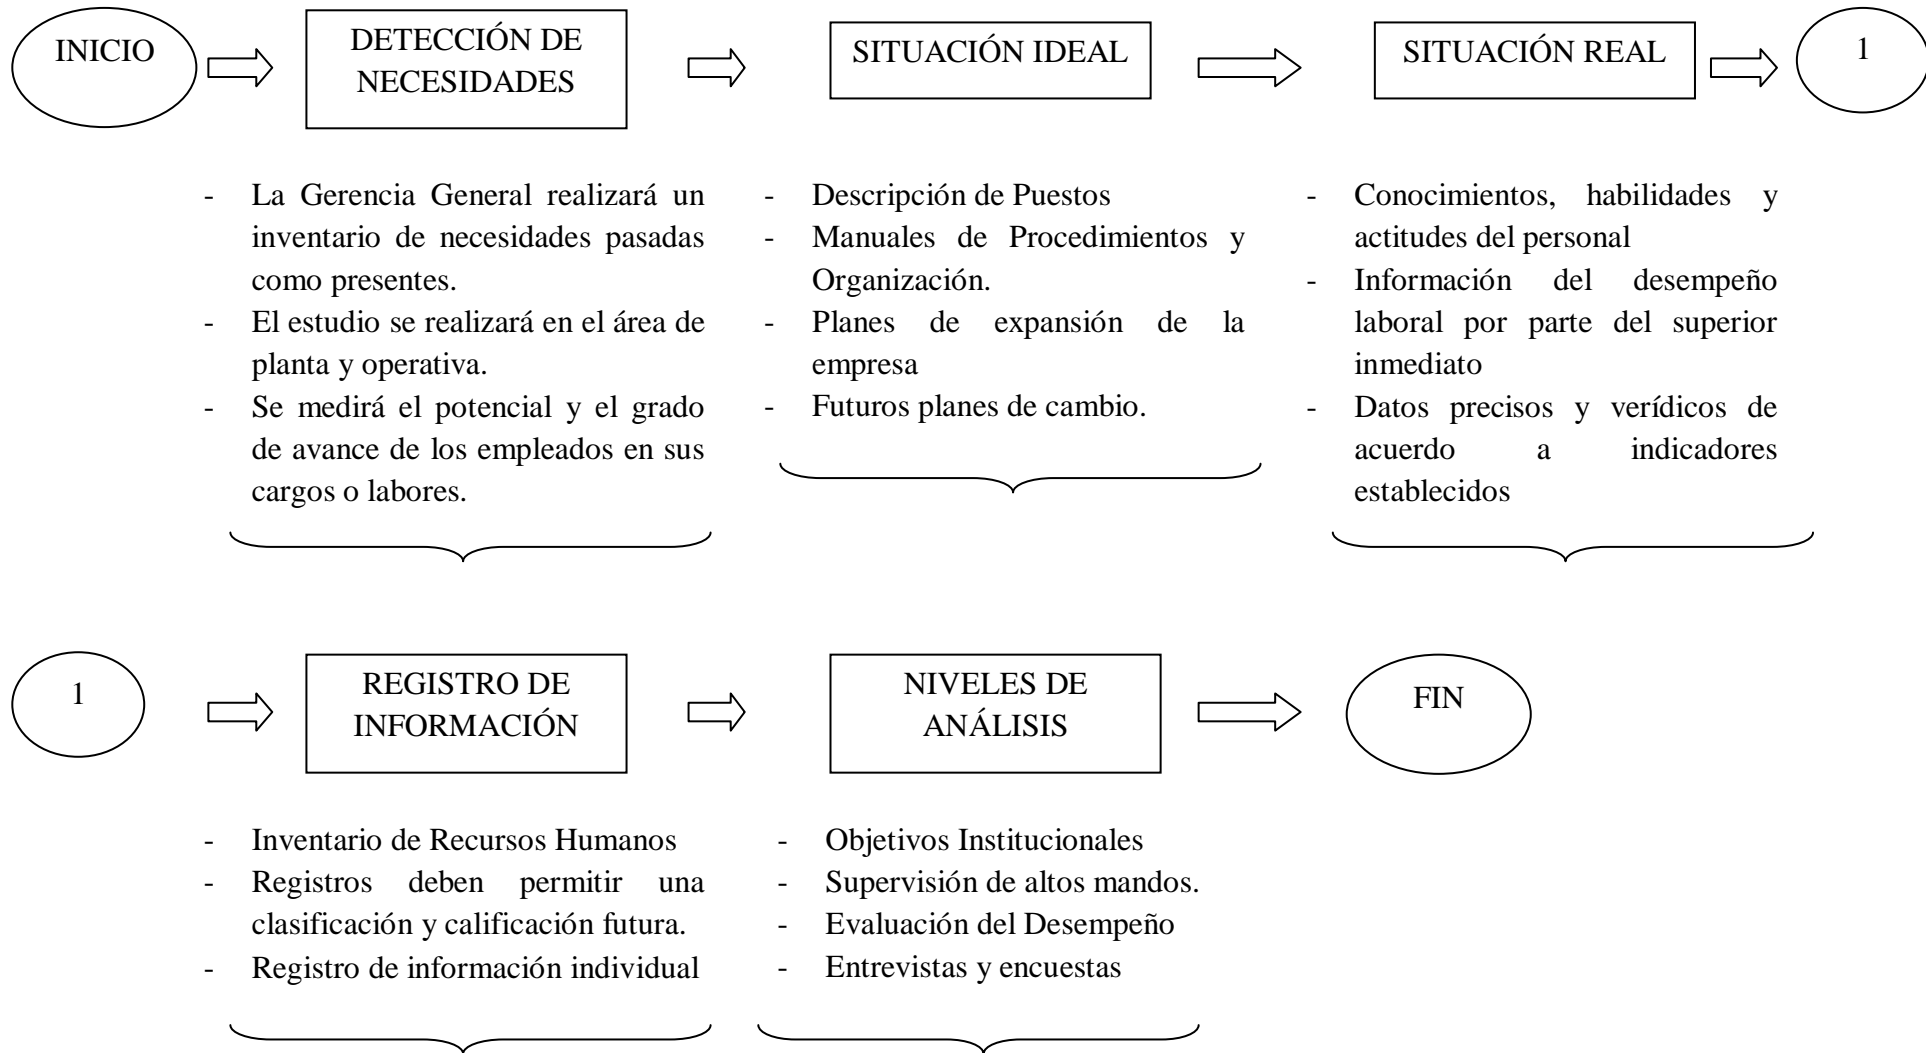 INICIO
DETECCIÓN DE
NECESIDADES
SITUACIÓN IDEAL
SITUACIÓN REAL
1
- La Gerencia General realizará un
inventario de necesidades pasadas
como presentes.
- El estudio se realizará en el área de
planta y operativa.
- Se medirá el potencial y el grado
de avance de los empleados en sus
cargos o labores.
- Descripción de Puestos
- Manuales de Procedimientos y
Organización.
- Planes de expansión de la
empresa
- Futuros planes de cambio.
- Conocimientos, habilidades y
actitudes del personal
- Información del desempeño
laboral por parte del superior
inmediato
- Datos precisos y verídicos de
acuerdo a indicadores
establecidos
1
REGISTRO DE
INFORMACIÓN
NIVELES DE
ANÁLISIS
FIN
- Inventario de Recursos Humanos
- Registros deben permitir una
clasificación y calificación futura.
- Registro de información individual
- Objetivos Institucionales
- Supervisión de altos mandos.
- Evaluación del Desempeño
- Entrevistas y encuestas